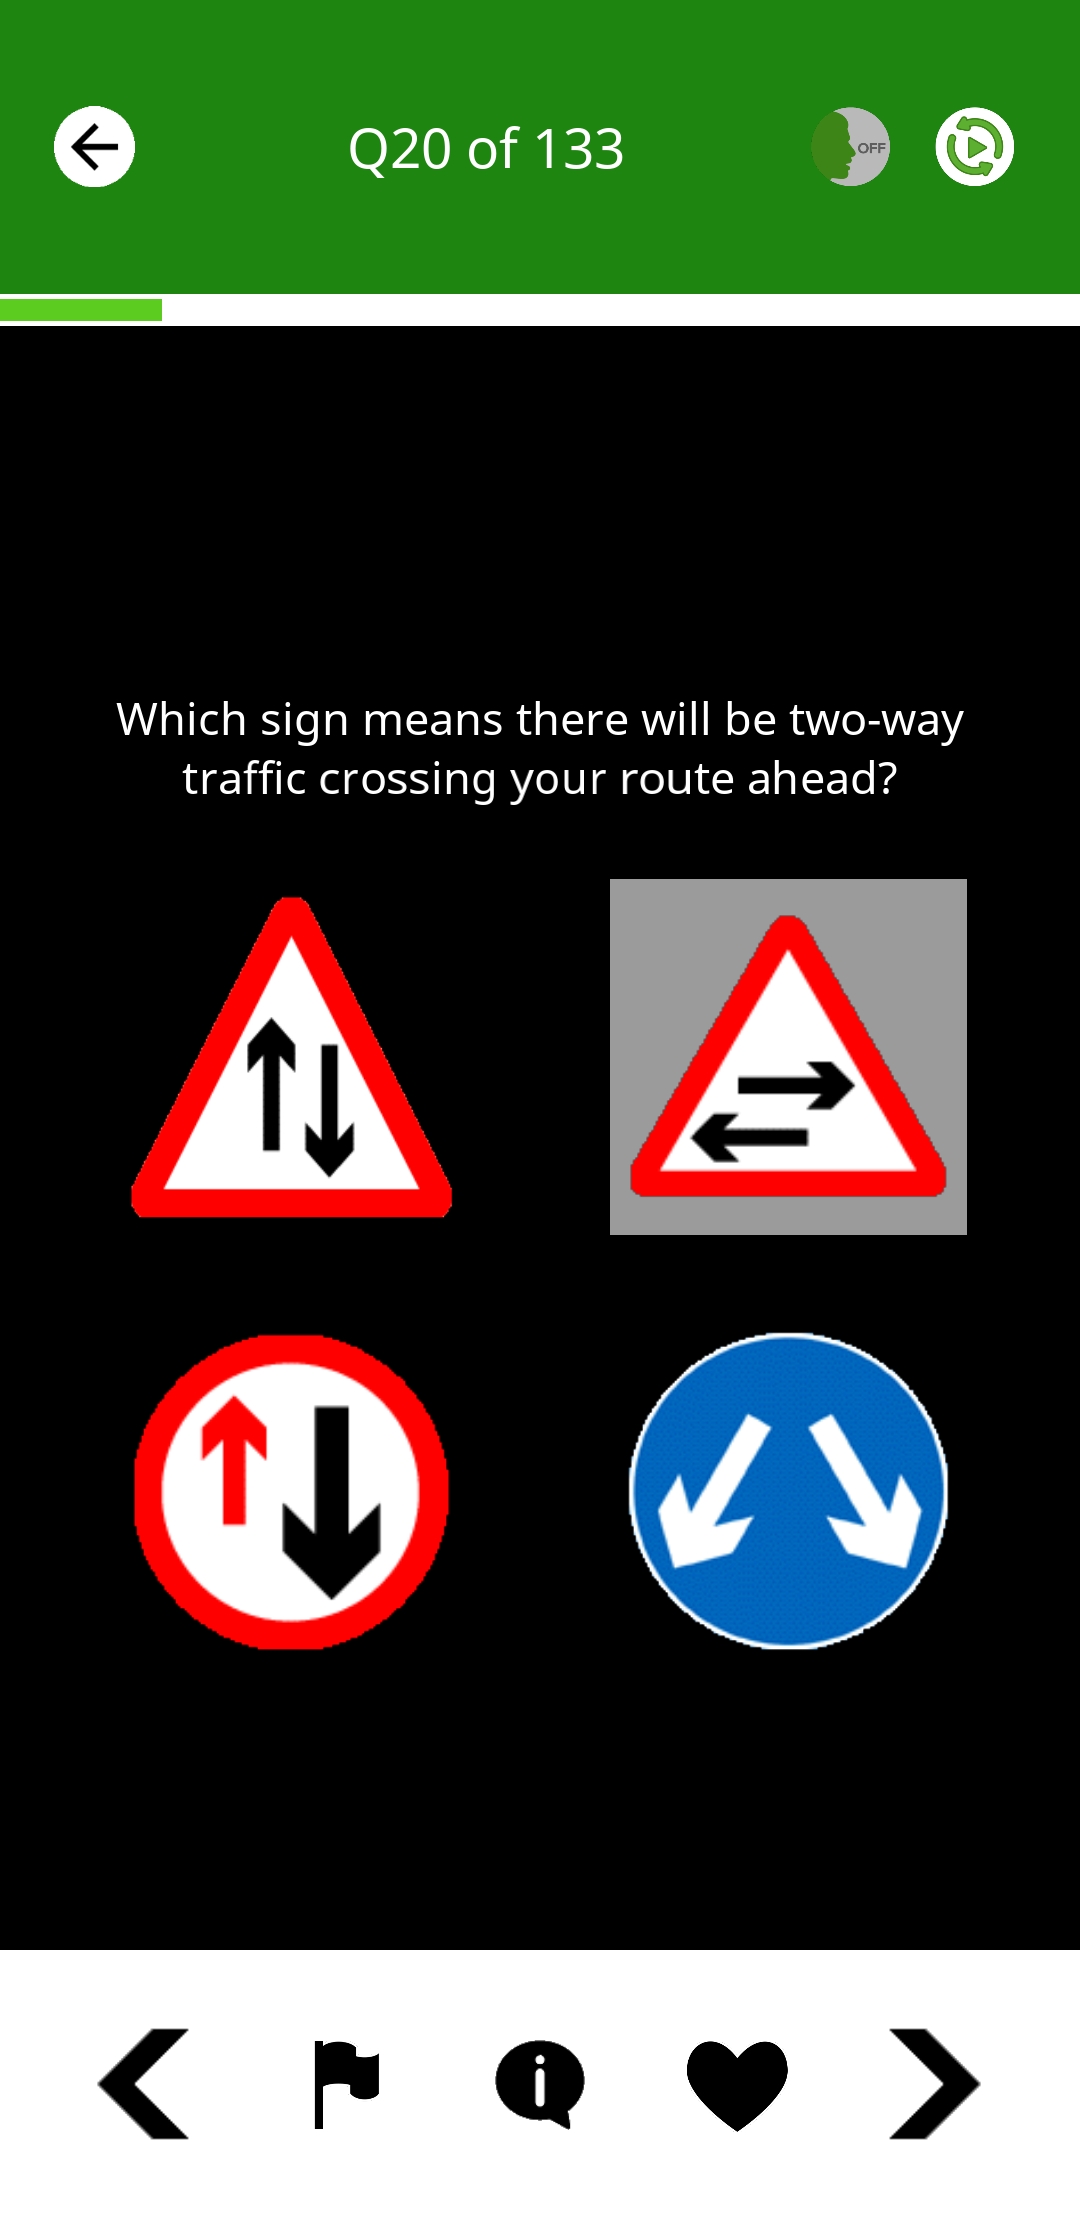 Q20 of 133
OFF
Which sign means there will be two-way
traffic crossing your route ahead?